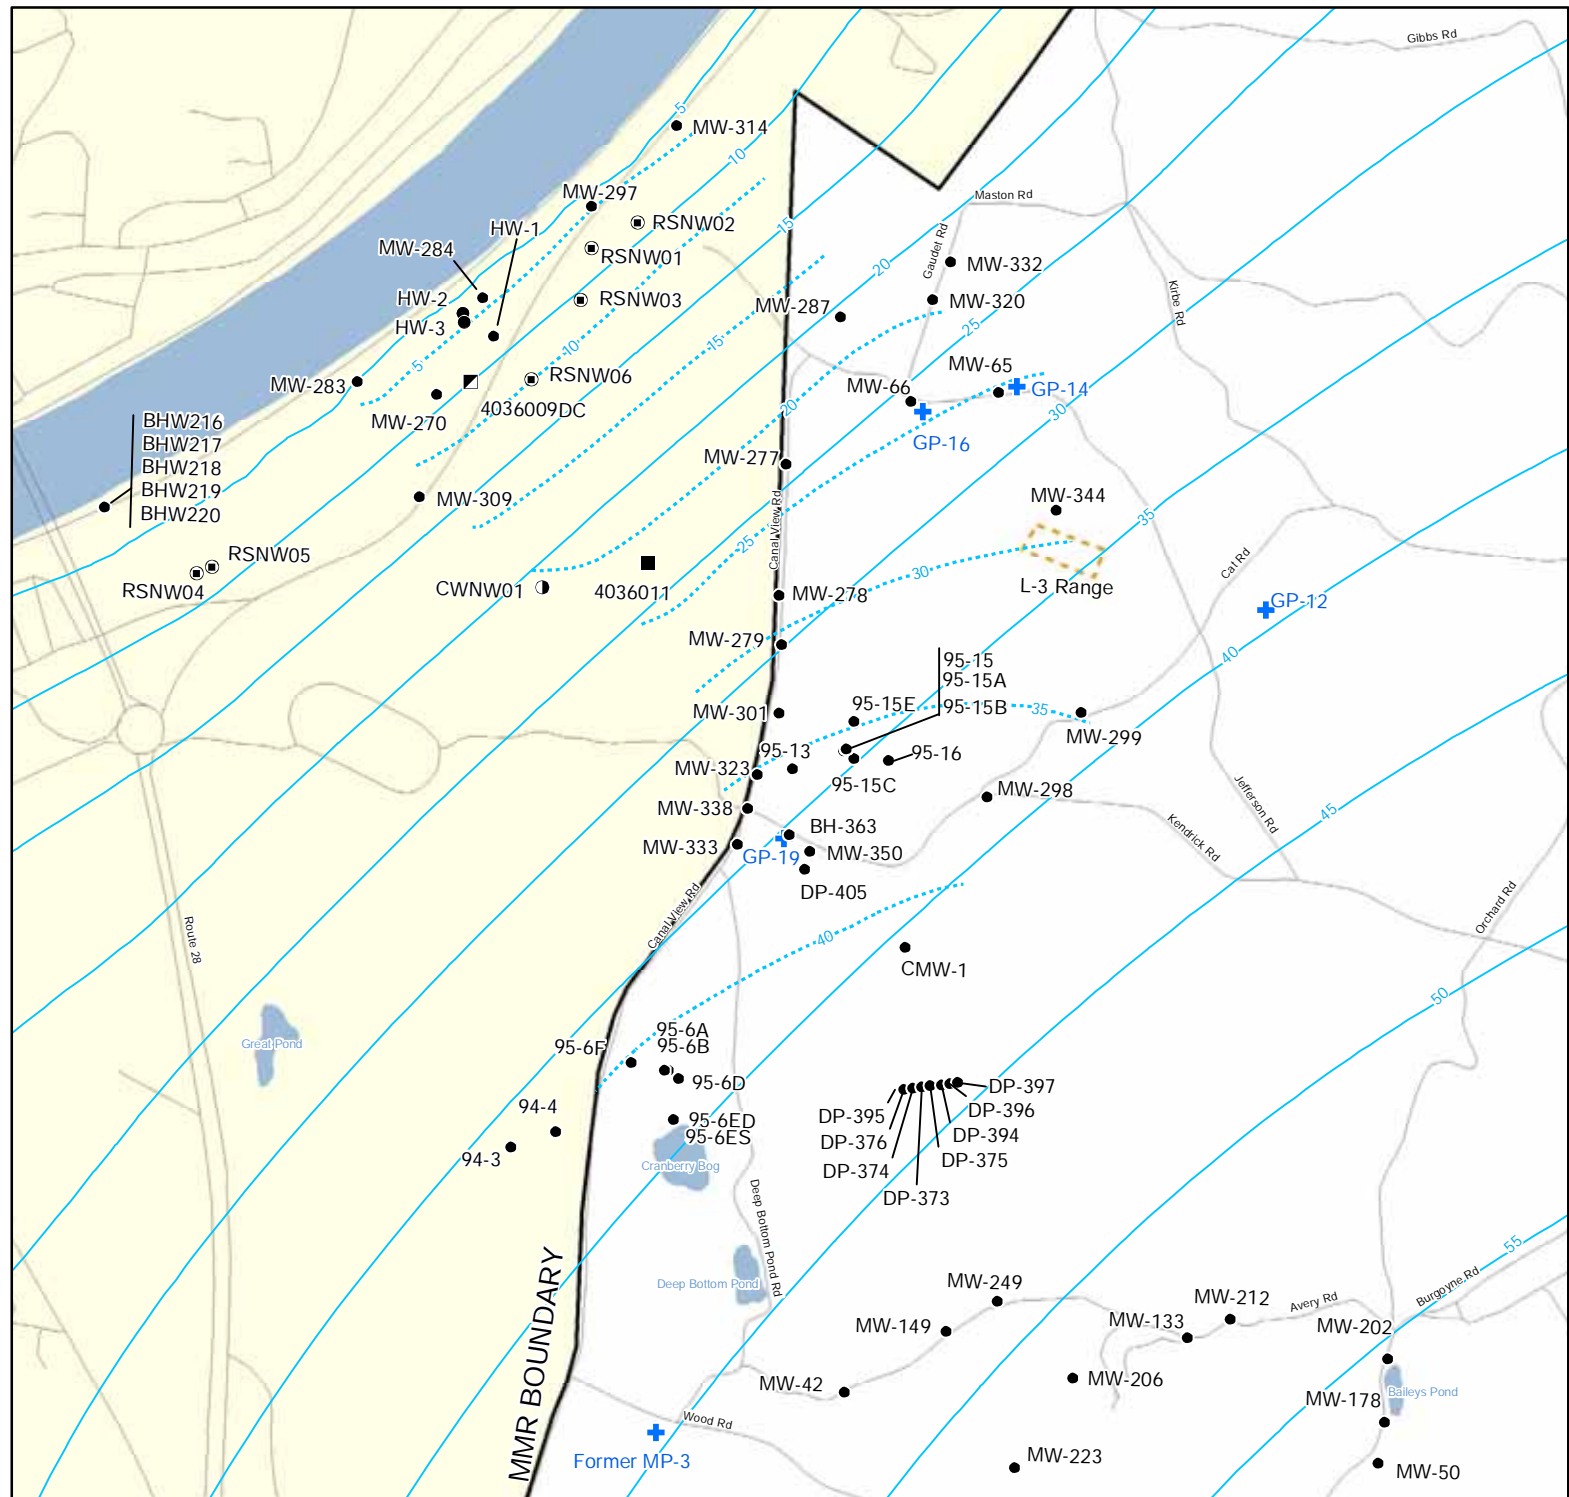 Gibbs Rd
5
MW-314
10
MW-297
Maston Rd
RSNW02
HW-1
15
Gaudet Rd
MW-284
RSNW01
20
MW-332
HW-2
RSNW03
MW-287
MW-320
Kirbe Rd
HW-3
25
15
10
5
MW-65
RSNW06
MW-283
MW-66
GP-14
4036009DC
20
30
MW-270
BHW216
BHW217
BHW218
BHW219
BHW220
GP-16
MW-277
MW-309
MW-344
35
Canal View Rd
25
RSNW05
RSNW04
CWNW01
4036011
30
L-3 Range
Cat Rd
MW-278
GP-12
MW-279
40
95-15
95-15A
95-15B
95-15E
35
MW-301
MW-299
95-13
95-16
MW-323
95-15C
MW-298
MW-338
Jefferson Rd
45
BH-363
Kendrick Rd
MW-333
GP-19
MW-350
DP-405
Canal View Rd
Orchard Rd
Route 28
40
CMW-1
50
95-6A
95-6B
95-6F
Great Pond
95-6D
DP-397
DP-396
DP-395
94-4
95-6ED
95-6ES
DP-394
DP-376
DP-375
94-3
Cranberry Bog
DP-374
DP-373
Deep Bottom Pond Rd
55
Deep Bottom Pond
MW-249
MW-212
Avery Rd
Burgoyne Rd
MW-149
MW-133
MW-202
MMR BOUNDARY
MW-42
MW-206
MW-178
Baileys Pond
Wood Rd
Former MP-3
MW-223
MW-50